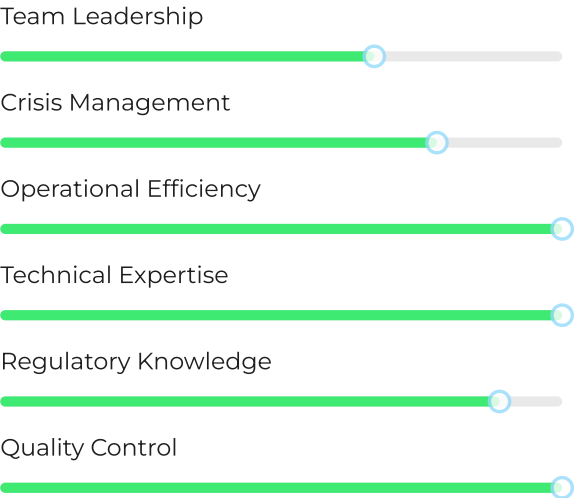 Team Leadership
Crisis Management
Operational Efficiency
Technical Expertise
Regulatory Knowledge
Quality Control